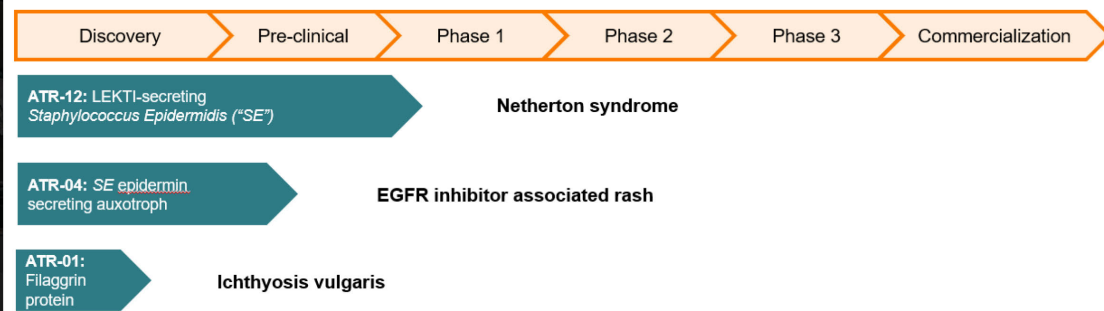 Discovery
Pre-clinical
Phase 1
Phase 2
Phase 3
Commercialization
ATR-12: LEKTI-secreting
Staphylococcus Epidermidis (“SE”)
Netherton syndrome
ATR-04: SE epidermin
secreting auxotroph
EGFR inhibitor associated rash
ATR-01:
Filaggrin
protein
Ichthyosis vulgaris